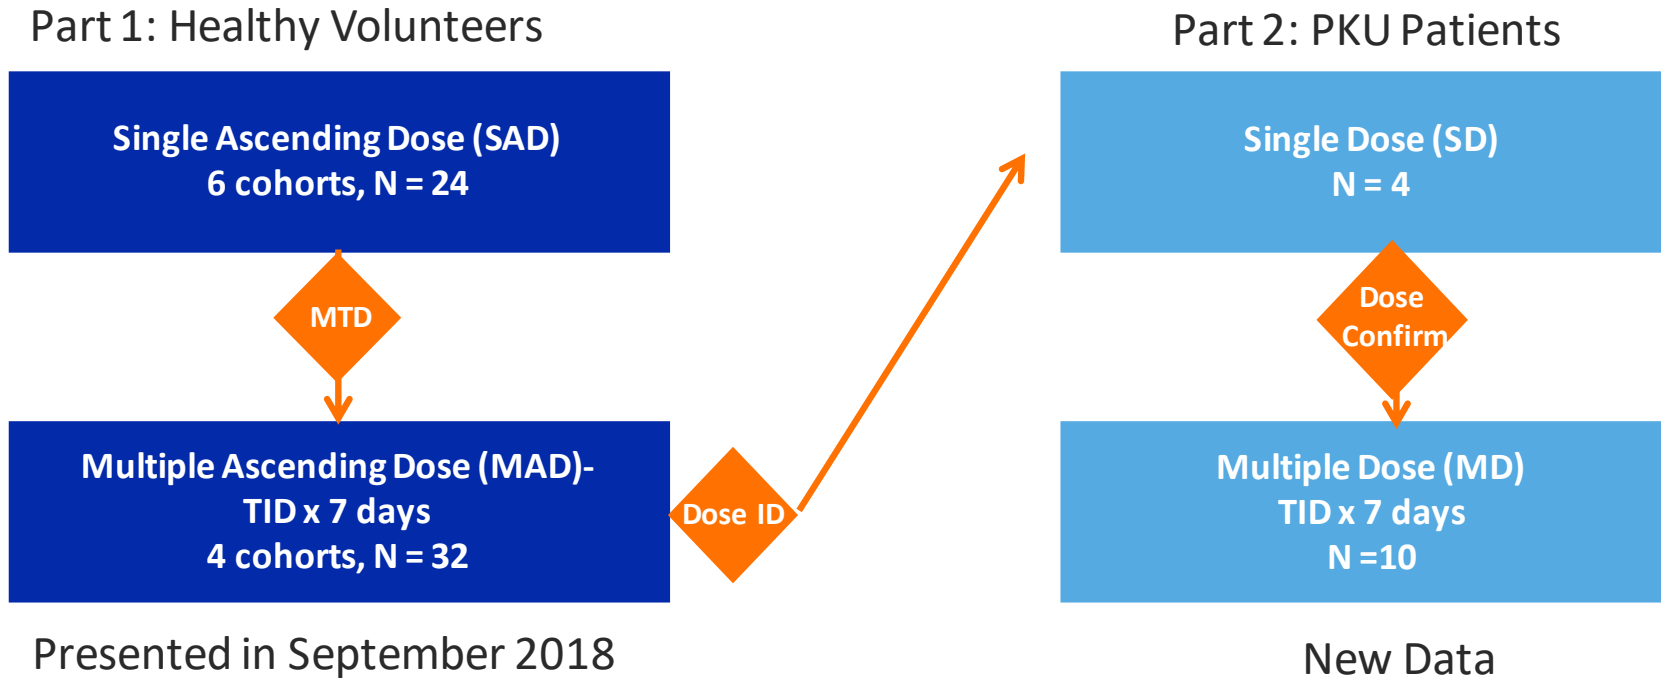 Part 1: Healthy Volunteers
Single Ascending Dose (SAD)
6 cohorts, N = 24
MTD
Multiple Ascending Dose (MAD)-
TID x 7 days
4 cohorts, N = 32
Dose ID
Presented in September 2018
Part 2: PKU Patients
Single Dose (SD)
N = 4
Dose
Confirm
Multiple Dose (MD)
TID x 7 days
N =10
New Data